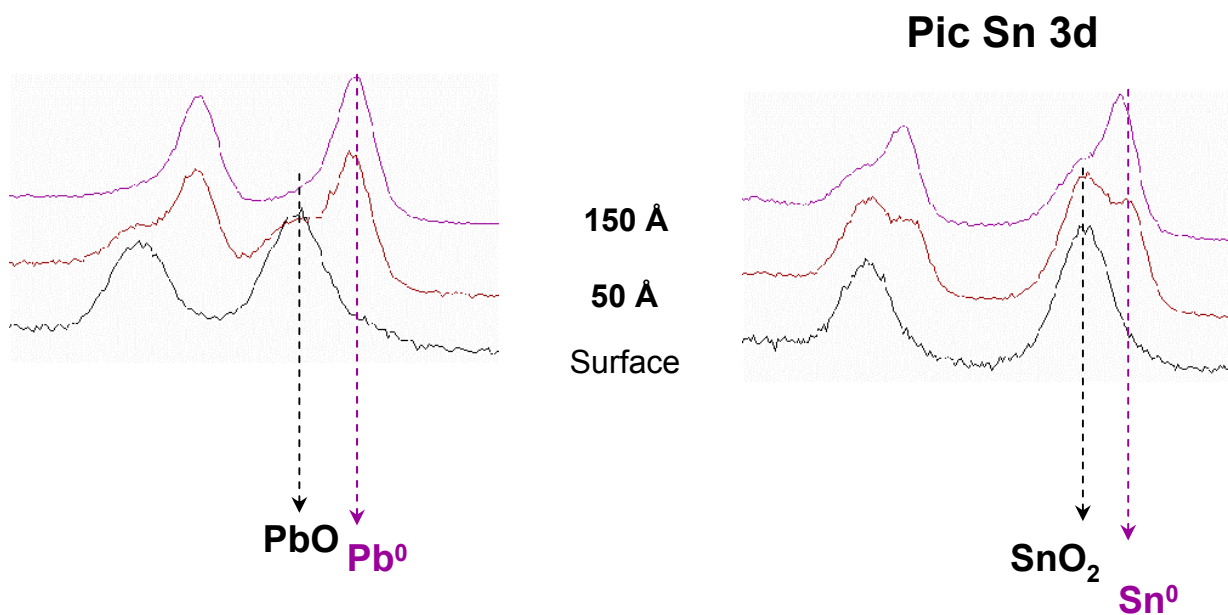 Pic Sn 3d
150 Å
50 Å
Surface
PbO
Pb⁰
SnO₂
Sn⁰